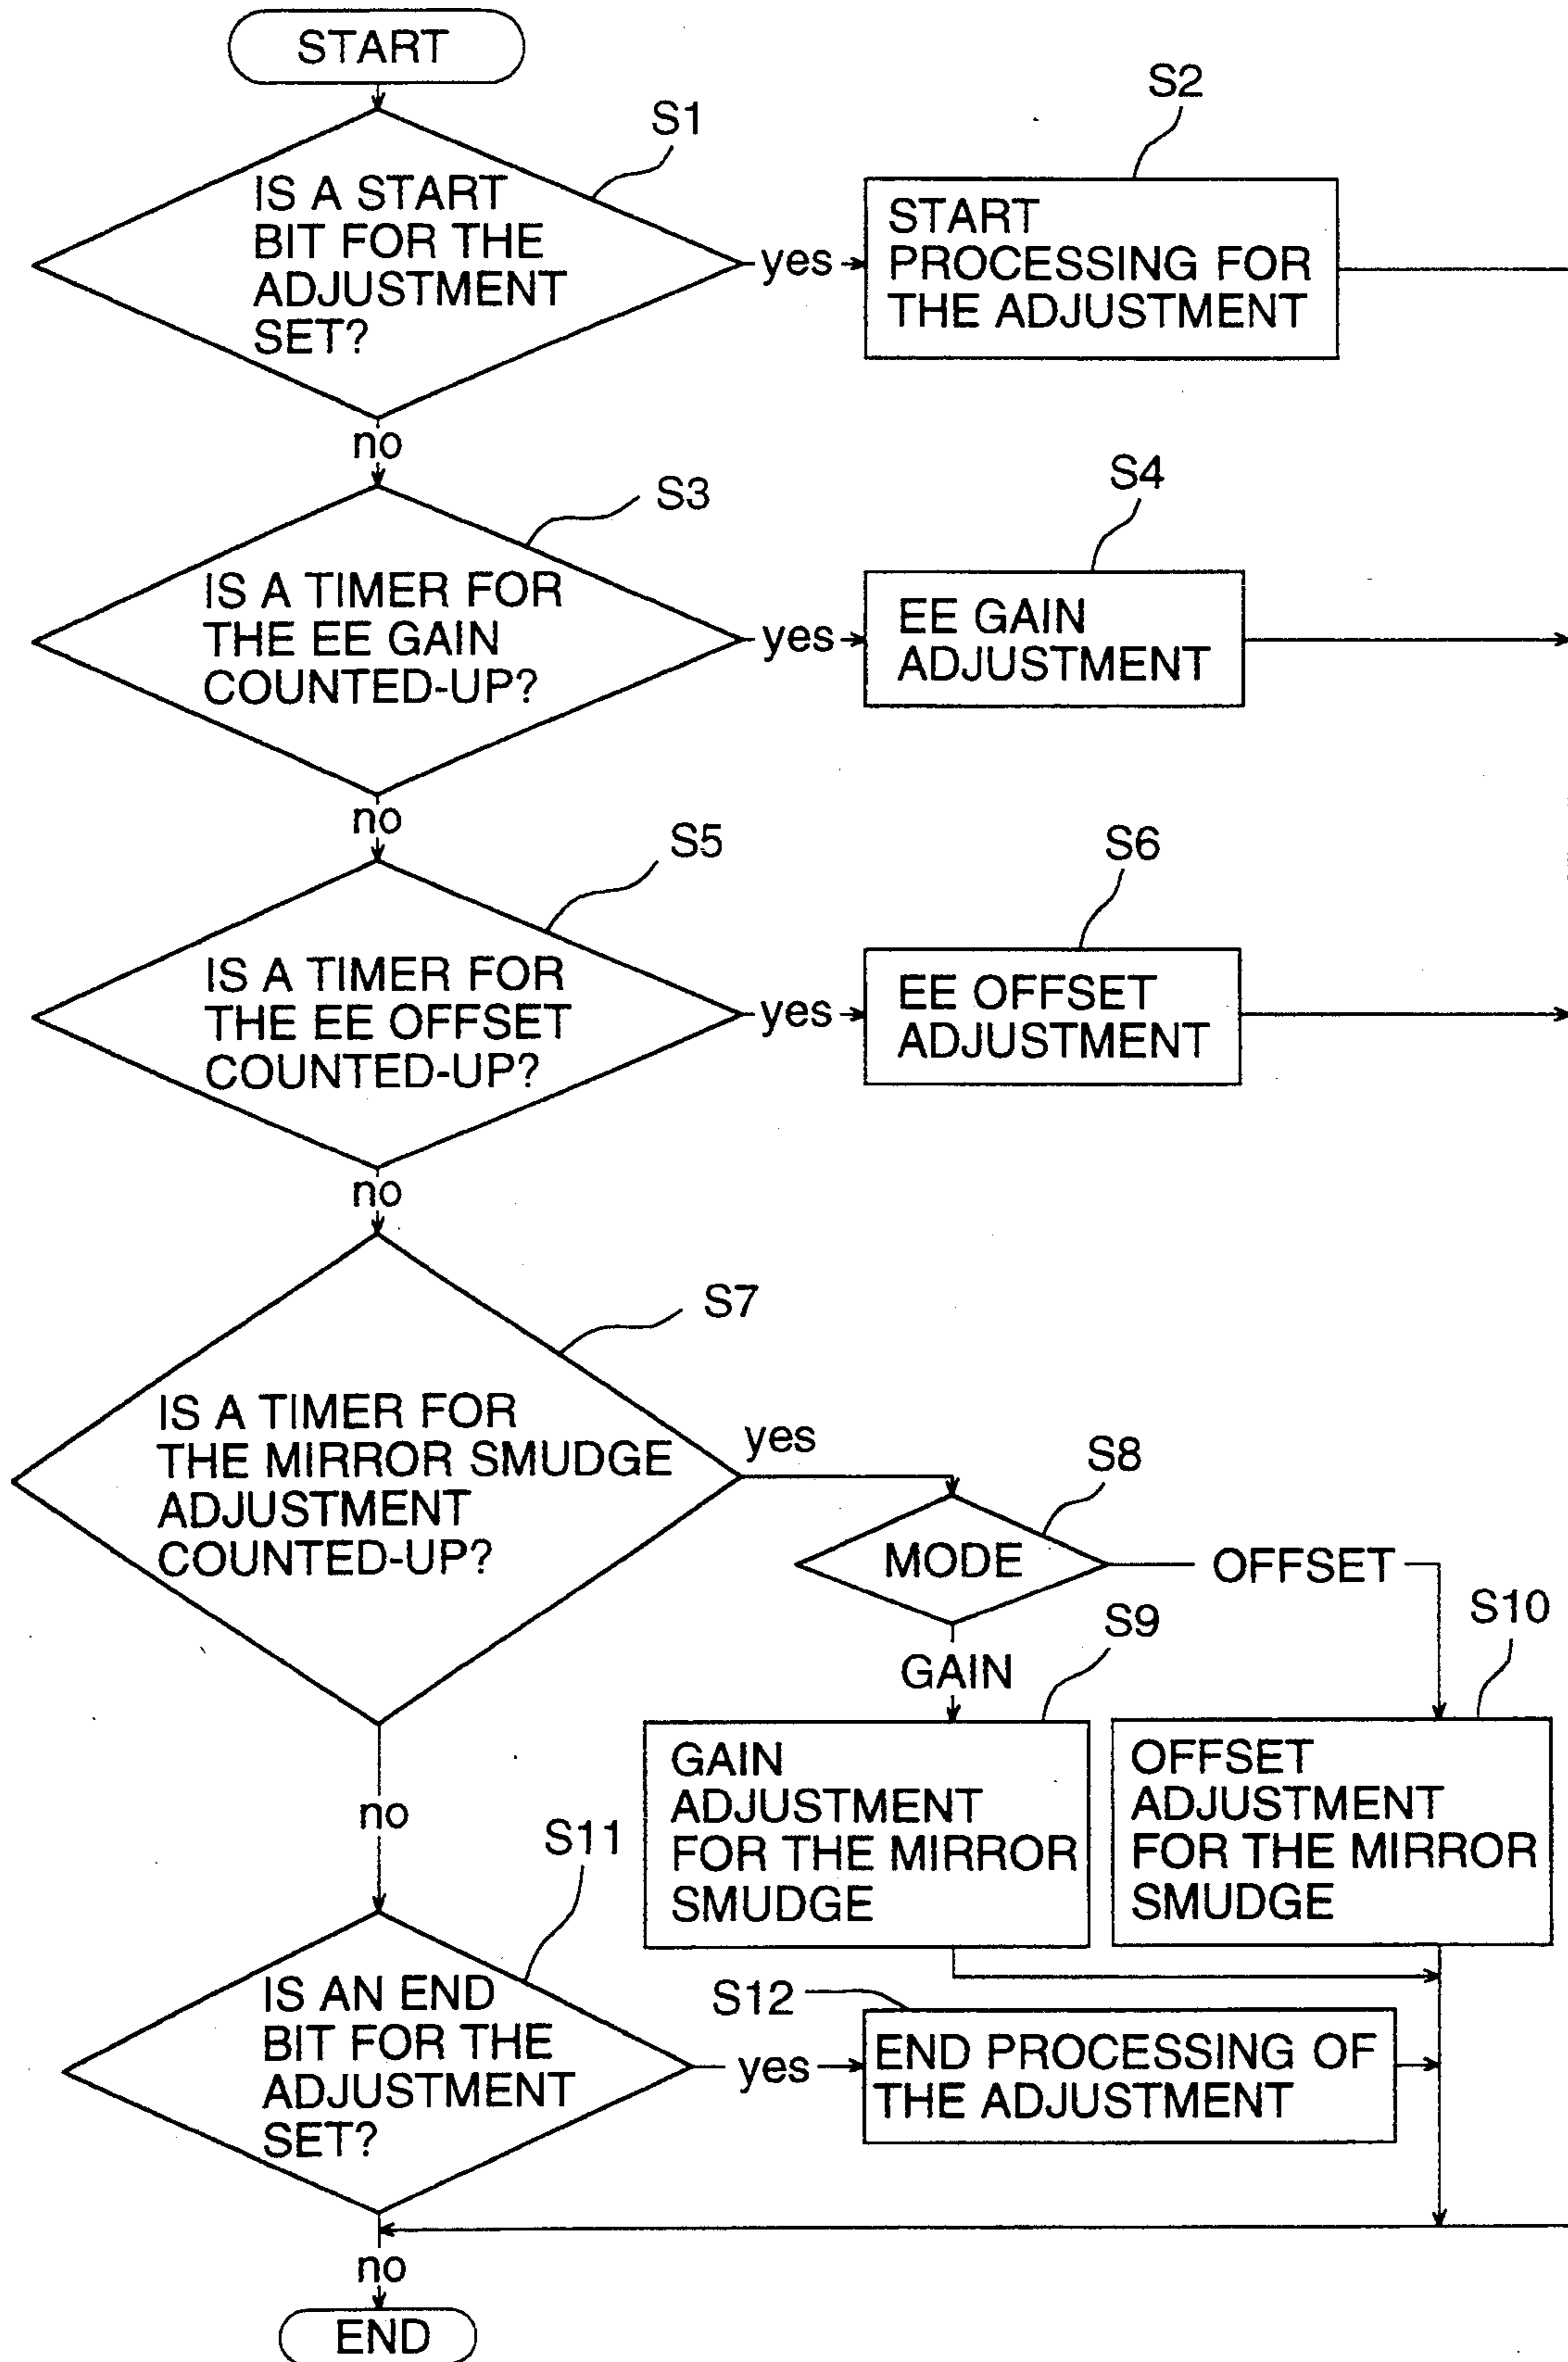 START
S1
IS A START
BIT FOR THE
ADJUSTMENT
SET?
yes
S2
START
PROCESSING FOR
THE ADJUSTMENT
no
S3
IS A TIMER FOR
THE EE GAIN
COUNTED-UP?
yes
S4
EE GAIN
ADJUSTMENT
no
S5
IS A TIMER FOR
THE EE OFFSET
COUNTED-UP?
yes
S6
EE OFFSET
ADJUSTMENT
no
S7
IS A TIMER FOR
THE MIRROR SMUDGE
ADJUSTMENT
COUNTED-UP?
yes
S8
MODE
OFFSET
GAIN
S9
GAIN
ADJUSTMENT
FOR THE MIRROR
SMUDGE
S10
OFFSET
ADJUSTMENT
FOR THE MIRROR
SMUDGE
no
S11
IS AN END
BIT FOR THE
ADJUSTMENT
SET?
yes
S12
END PROCESSING OF
THE ADJUSTMENT
no
END